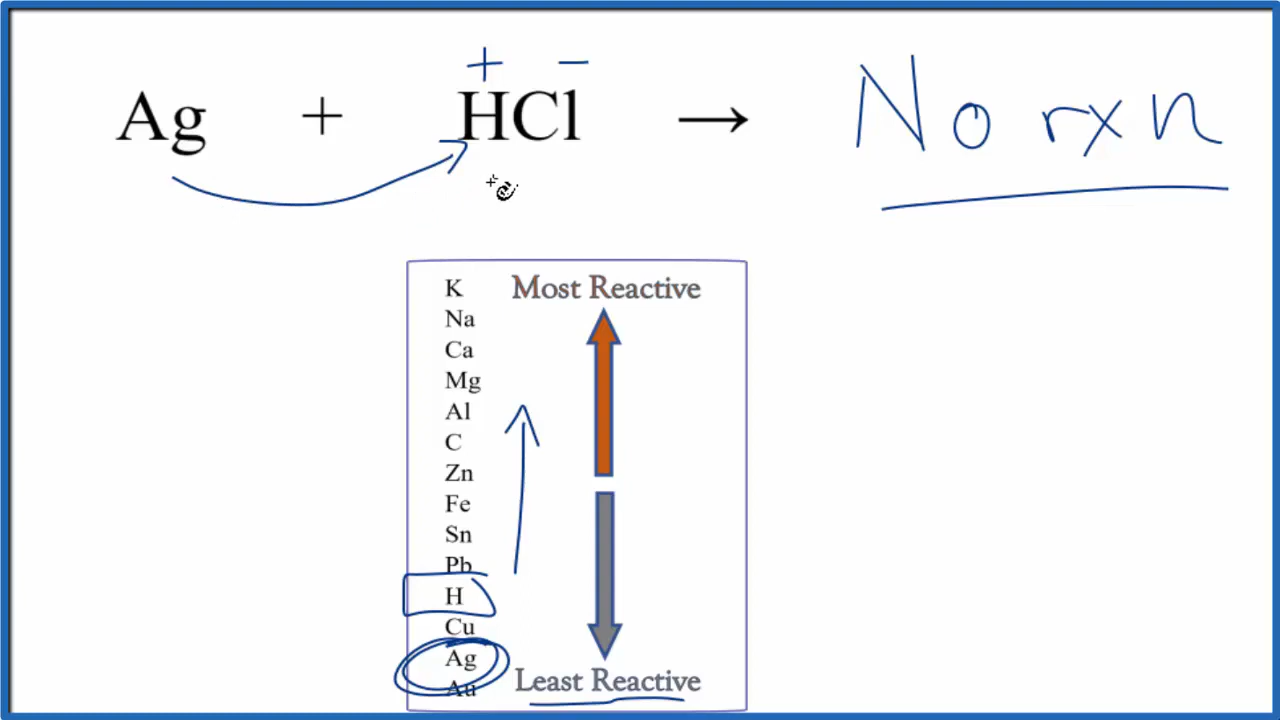 + −
Ag + HCl → No rxn
K Most Reactive
Na
Ca
Mg
Al
C
Zn
Fe
Sn
Pb
H
Cu
Ag
Least Reactive
Au